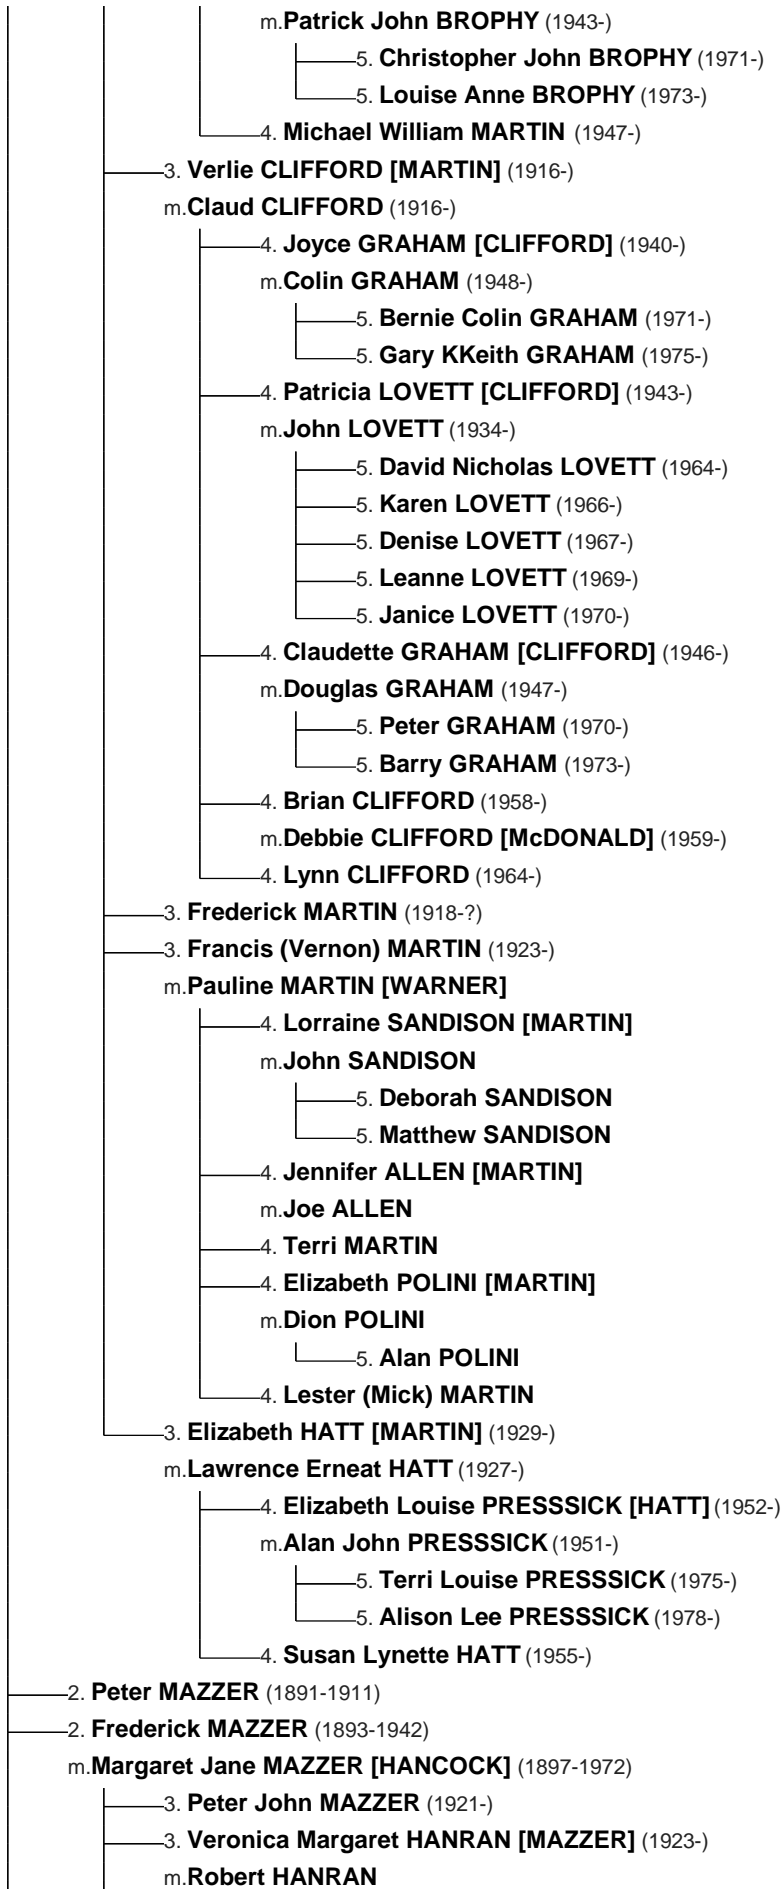 m.Patrick John BROPHY (1943-)
5. Christopher John BROPHY (1971-)
5. Louise Anne BROPHY (1973-)
4. Michael William MARTIN (1947-)
3. Verlie CLIFFORD [MARTIN] (1916-)
m.Claud CLIFFORD (1916-)
4. Joyce GRAHAM [CLIFFORD] (1940-)
m.Colin GRAHAM (1948-)
5. Bernie Colin GRAHAM (1971-)
5. Gary KKeith GRAHAM (1975-)
4. Patricia LOVETT [CLIFFORD] (1943-)
m.John LOVETT (1934-)
5. David Nicholas LOVETT (1964-)
5. Karen LOVETT (1966-)
5. Denise LOVETT (1967-)
5. Leanne LOVETT (1969-)
5. Janice LOVETT (1970-)
4. Claudette GRAHAM [CLIFFORD] (1946-)
m.Douglas GRAHAM (1947-)
5. Peter GRAHAM (1970-)
5. Barry GRAHAM (1973-)
4. Brian CLIFFORD (1958-)
m.Debbie CLIFFORD [McDONALD] (1959-)
4. Lynn CLIFFORD (1964-)
3. Frederick MARTIN (1918-?)
3. Francis (Vernon) MARTIN (1923-)
m.Pauline MARTIN [WARNER]
4. Lorraine SANDISON [MARTIN]
m.John SANDISON
5. Deborah SANDISON
5. Matthew SANDISON
4. Jennifer ALLEN [MARTIN]
m.Joe ALLEN
4. Terri MARTIN
4. Elizabeth POLINI [MARTIN]
m.Dion POLINI
5. Alan POLINI
4. Lester (Mick) MARTIN
3. Elizabeth HATT [MARTIN] (1929-)
m.Lawrence Erneat HATT (1927-)
4. Elizabeth Louise PRESSSICK [HATT] (1952-)
m.Alan John PRESSSICK (1951-)
5. Terri Louise PRESSSICK (1975-)
5. Alison Lee PRESSSICK (1978-)
4. Susan Lynette HATT (1955-)
2. Peter MAZZER (1891-1911)
2. Frederick MAZZER (1893-1942)
m.Margaret Jane MAZZER [HANCOCK] (1897-1972)
3. Peter John MAZZER (1921-)
3. Veronica Margaret HANRAN [MAZZER] (1923-)
m.Robert HANRAN